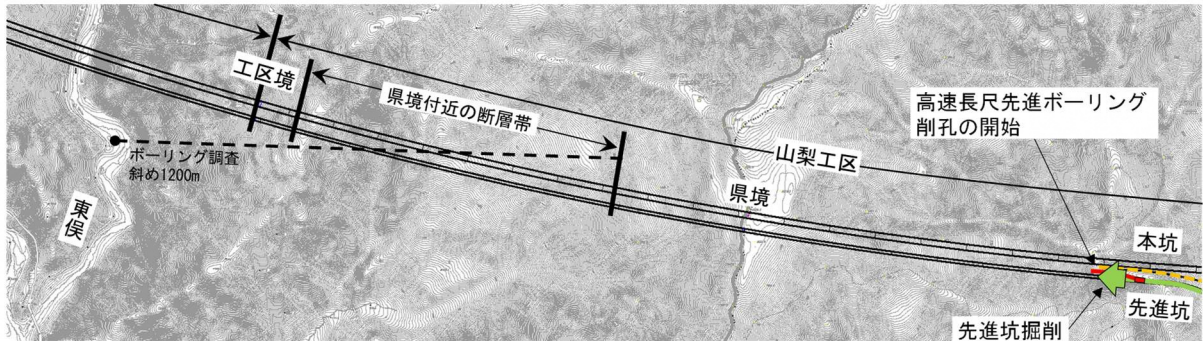 工区境
県境付近の断層帯
高速長尺先進ボーリング
削孔の開始
ボーリング調査
斜め1200m
山梨工区
県境
東俣
本坑
先進坑
先進坑掘削